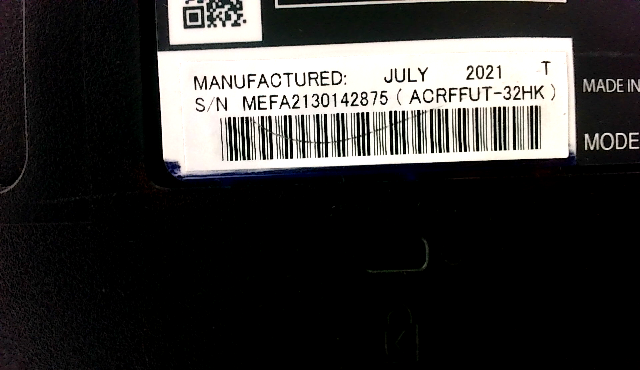 MANUFACTURED: JULY 2021 T
S/N MEFA2130142875 ( ACRFFUT-32HK )
MADE IN
MODE